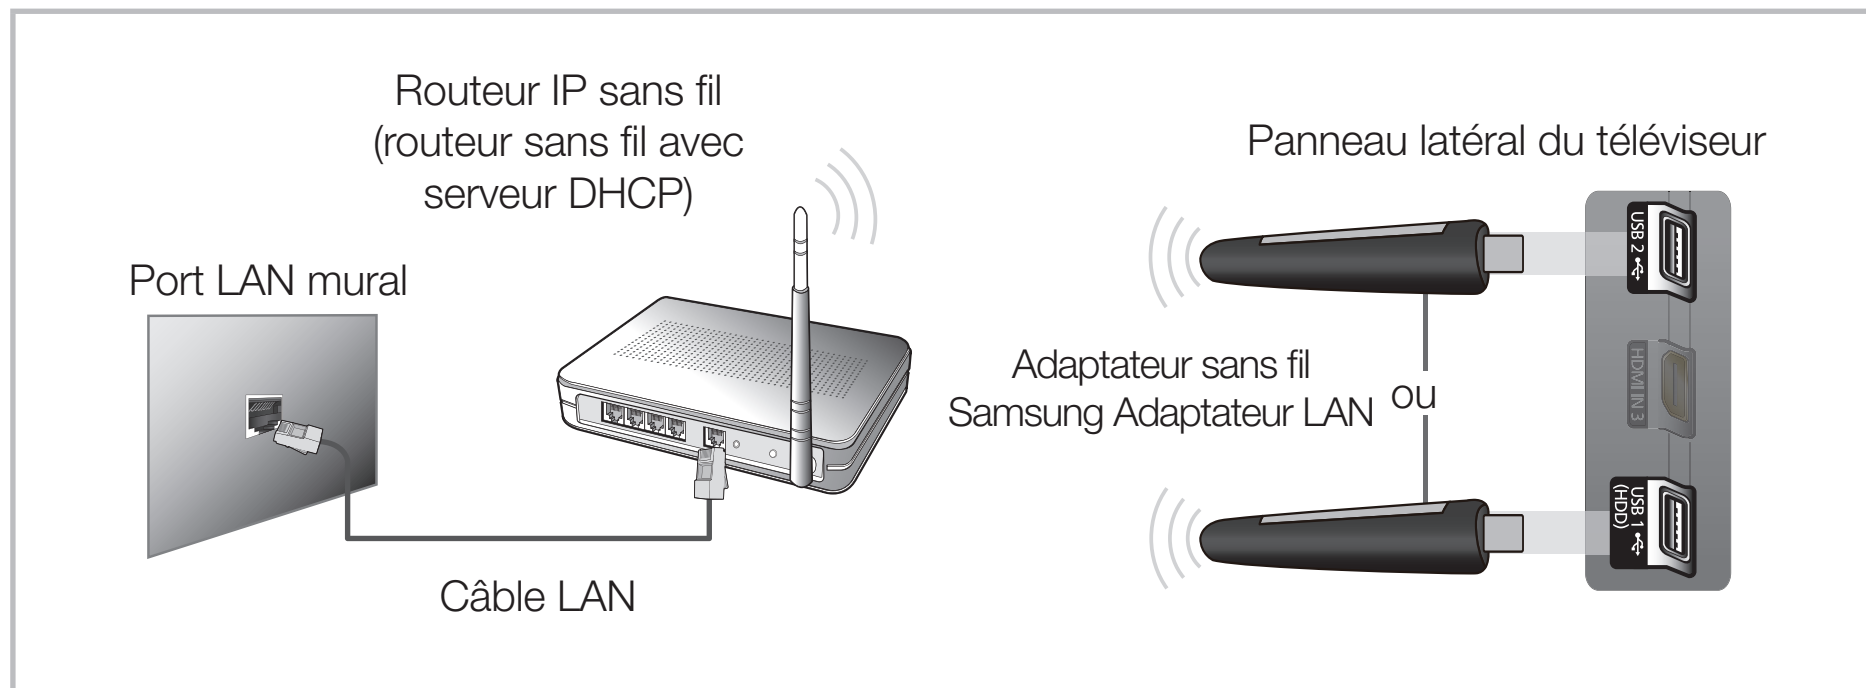 Routeur IP sans fil
(routeur sans fil avec
serveur DHCP)
Port LAN mural
Câble LAN
Panneau latéral du téléviseur
Adaptateur sans fil
Samsung Adaptateur LAN
ou
USB 2
HDMI IN 3
USB 1
(HDD)